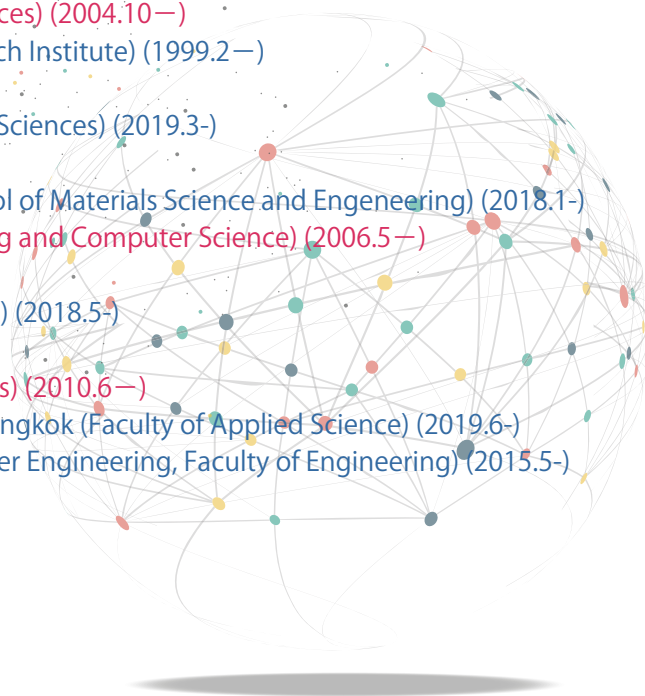 ces) (2004.10－)
ch Institute) (1999.2－)
Sciences) (2019.3-)
ol of Materials Science and Engeneering) (2018.1-)
g and Computer Science) (2006.5－)
) (2018.5-)
s) (2010.6－)
ngkok (Faculty of Applied Science) (2019.6-)
er Engineering, Faculty of Engineering) (2015.5-)